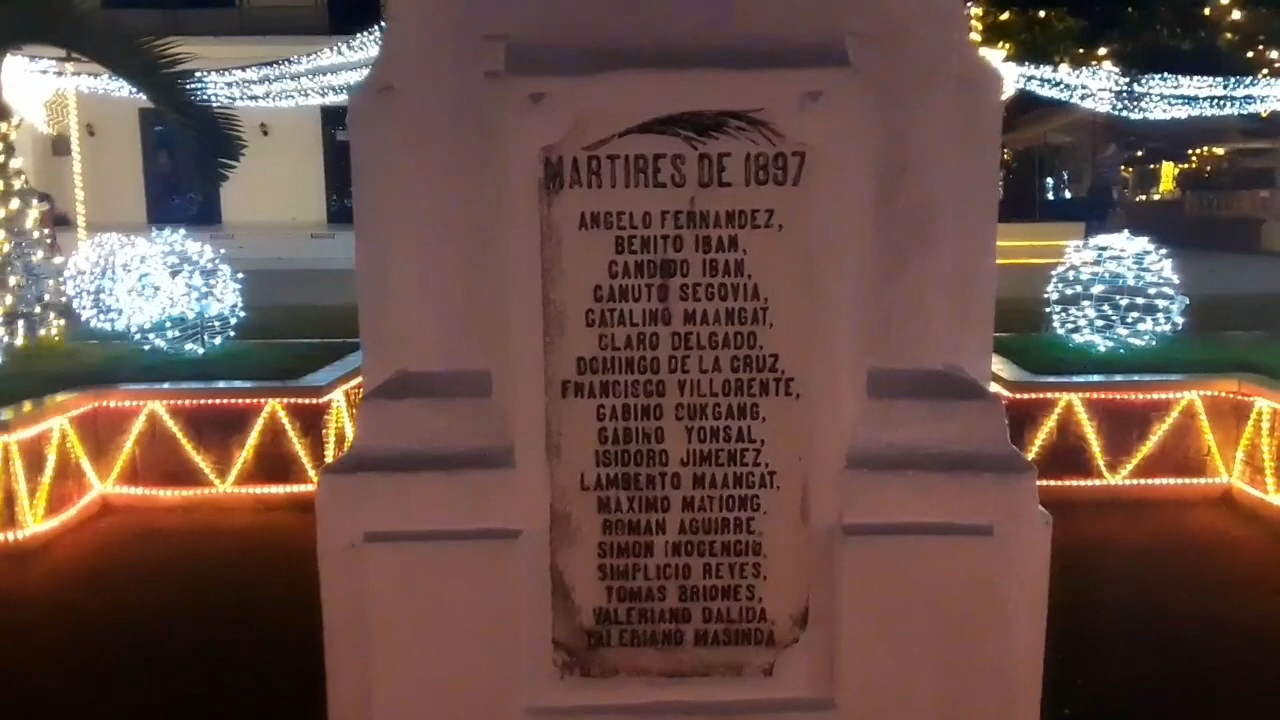 MARTIRES DE 1897
ANGELO FERNANDEZ,
BENITO IBAN,
CANDIDO IBAN,
CANUTO SEGOVIA,
CATALINO MAANGAT,
CLARO DELGADO,
DOMINGO DE LA CRUZ,
FRANCISCO VILLORENTE,
GABINO SUKGANG,
GABINO YONSAL,
ISIDORO JIMENEZ,
LAMBERTO MAANGAT,
MAXIMO MATIONG,
ROMAN AGUIRRE,
SIMON INOCENCIO,
SIMPLICIO REYES,
TOMAS BRIONES,
VALERIANO DALIDA,
VALERIANO MASINDA